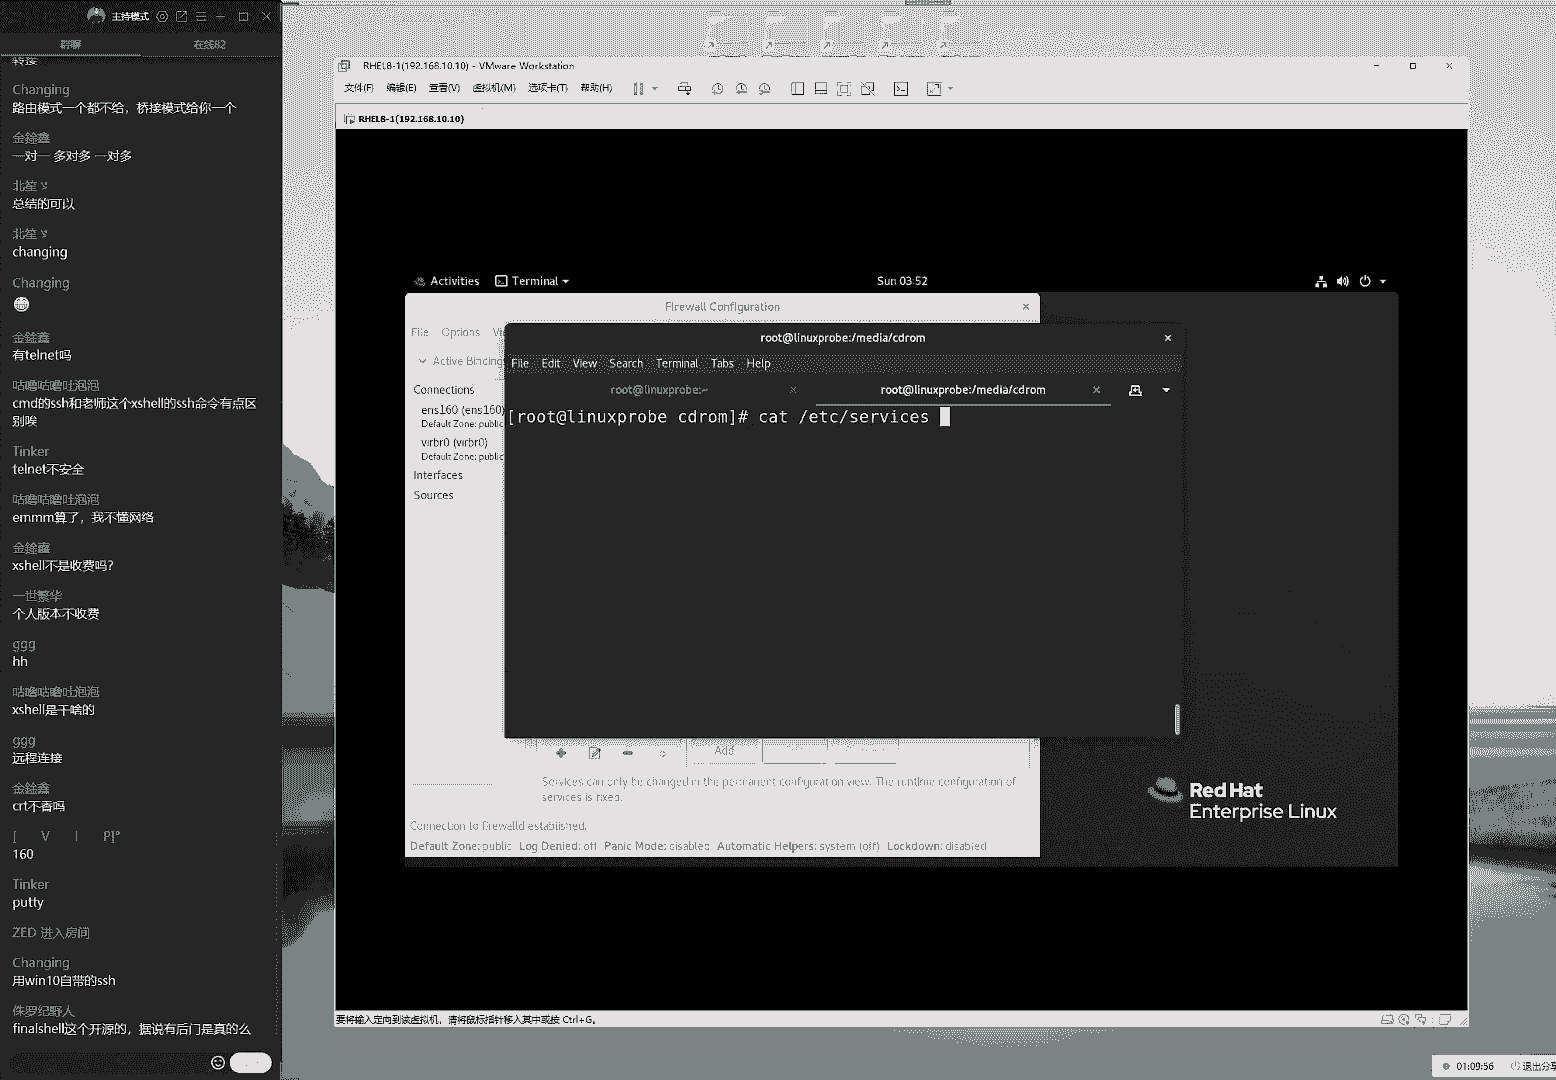 主持模式
群聊
在线82
转接
Changing
路由模式一个都不给，桥接模式给你一个
金鍂鑫
一对一 多对多 一对多
北笙ㄡ
总结的可以
北笙ㄡ
changing
Changing
金鍂鑫
有telnet吗
咕噜咕噜吐泡泡
cmd的ssh和老师这个xshell的ssh命令有点区
别唉
Tinker
telnet不安全
咕噜咕噜吐泡泡
emmm算了，我不懂网络
金鍂鑫
xshell不是收费吗？
一世繁华
个人版本不收费
ggg
hh
咕噜咕噜吐泡泡
xshell是干啥的
ggg
远程连接
金鍂鑫
crt不香吗
[ V I P]°
160
Tinker
putty
ZED 进入房间
Changing
用win10自带的ssh
侏罗纪野人
finalshell这个开源的，据说有后门是真的么
RHEL8-1(192.168.10.10) - VMware Workstation
文件(F) 编辑(E) 查看(V) 虚拟机(M) 选项卡(T) 帮助(H)
RHEL8-1(192.168.10.10)
Activities Terminal Sun 03:52
Firewall Configuration
File Options Vi
Active Binding
Connections
ens160 (ens160)
Default Zone: public
virbr0 (virbr0)
Default Zone: public
Interfaces
Sources
root@linuxprobe:/media/cdrom
File Edit View Search Terminal Tabs Help
root@linuxprobe:~ root@linuxprobe:/media/cdrom
[root@linuxprobe cdrom]# cat /etc/services
Add
Services can only be changed in the permanent configuration view. The runtime configuration of
services is fixed.
Connection to firewalld established.
Default Zone: public Log Denied: off Panic Mode: disabled Automatic Helpers: system (off) Lockdown: disabled
Red Hat
Enterprise Linux
要将输入定向到该虚拟机，请将鼠标指针移入其中或按 Ctrl+G。
01:09:56 退出分享